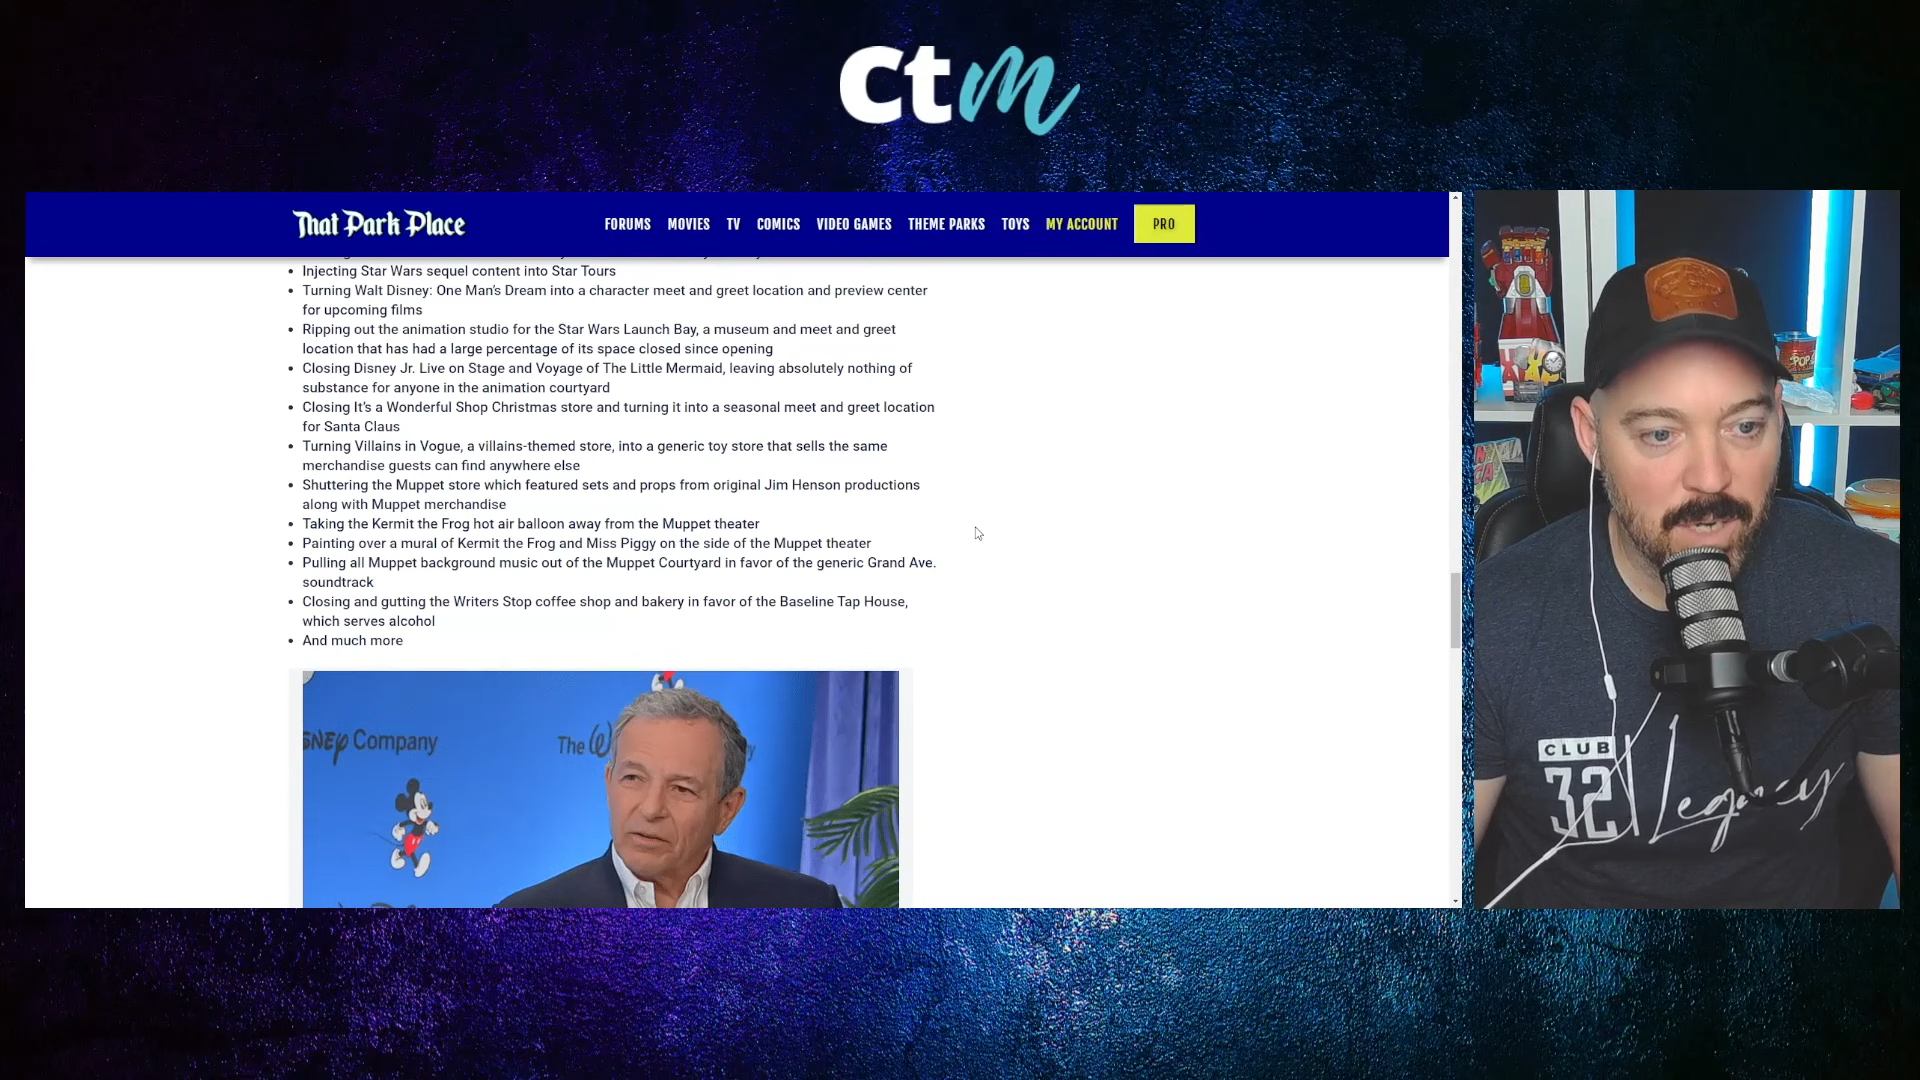 ctm
That Park Place
FORUMS MOVIES TV COMICS VIDEO GAMES THEME PARKS TOYS MY ACCOUNT PRO
• Injecting Star Wars sequel content into Star Tours
• Turning Walt Disney: One Man's Dream into a character meet and greet location and preview center
for upcoming films
• Ripping out the animation studio for the Star Wars Launch Bay, a museum and meet and greet
location that has had a large percentage of its space closed since opening
• Closing Disney Jr. Live on Stage and Voyage of The Little Mermaid, leaving absolutely nothing of
substance for anyone in the animation courtyard
• Closing It's a Wonderful Shop Christmas store and turning it into a seasonal meet and greet location
for Santa Claus
• Turning Villains in Vogue, a villains-themed store, into a generic toy store that sells the same
merchandise guests can find anywhere else
• Shuttering the Muppet store which featured sets and props from original Jim Henson productions
along with Muppet merchandise
• Taking the Kermit the Frog hot air balloon away from the Muppet theater
• Painting over a mural of Kermit the Frog and Miss Piggy on the side of the Muppet theater
• Pulling all Muppet background music out of the Muppet Courtyard in favor of the generic Grand Ave.
soundtrack
• Closing and gutting the Writers Stop coffee shop and bakery in favor of the Baseline Tap House,
which serves alcohol
• And much more
SNEY Company
The W
POP
CLUB
32
Legacy